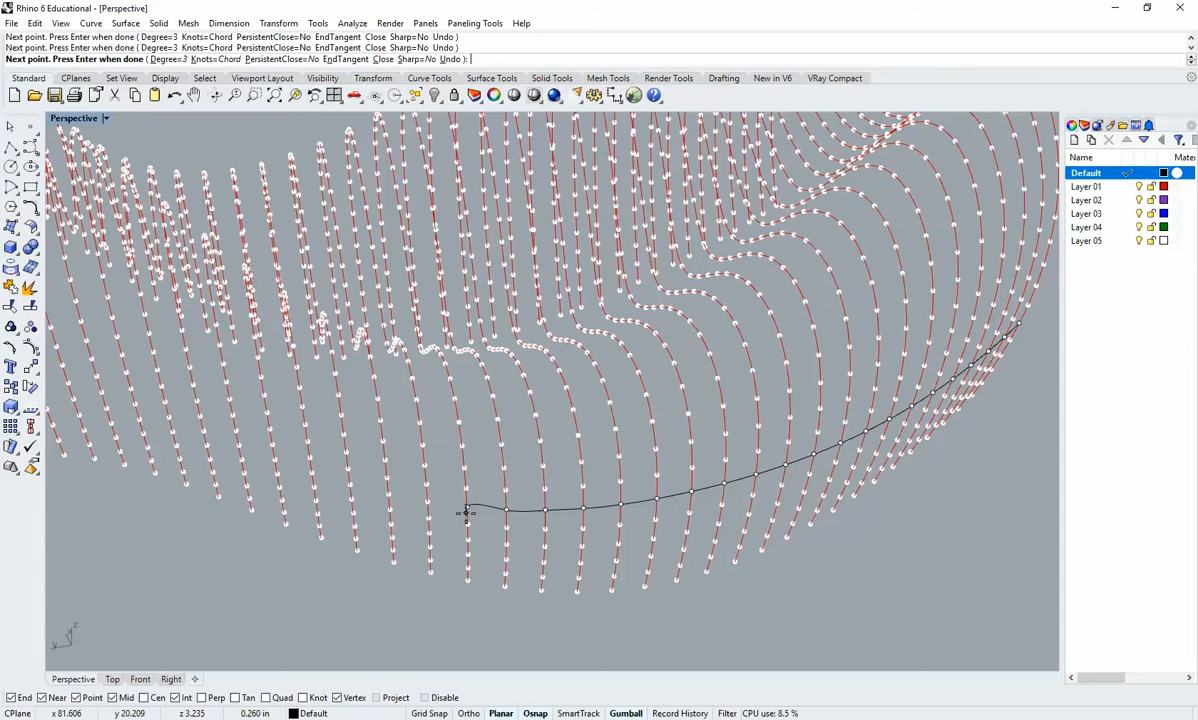 Rhino 6 Educational - [Perspective]
File Edit View Curve Surface Solid Mesh Dimension Transform Tools Analyze Render Panels Paneling Tools Help
Next point. Press Enter when done ( Degree=3 Knots=Chord PersistentClose=No EndTangent Close Sharp=No Undo ):
Next point. Press Enter when done ( Degree=3 Knots=Chord PersistentClose=No EndTangent Close Sharp=No Undo ):
Next point. Press Enter when done ( Degree=3 Knots=Chord PersistentClose=No EndTangent Close Sharp=No Undo ):
Standard CPlanes Set View Display Select Viewport Layout Visibility Transform Curve Tools Surface Tools Solid Tools Mesh Tools Render Tools Drafting New in V6 VRay Compact
Perspective
Name Mate
Default
Layer 01
Layer 02
Layer 03
Layer 04
Layer 05
z
y
Perspective Top Front Right
End Near Point Mid Cen Int Perp Tan Quad Knot Vertex Project Disable
CPlane x 81.606 y 20.209 z 3.235 0.260 in Default Grid Snap Ortho Planar Osnap SmartTrack Gumball Record History Filter CPU use: 8.5 %